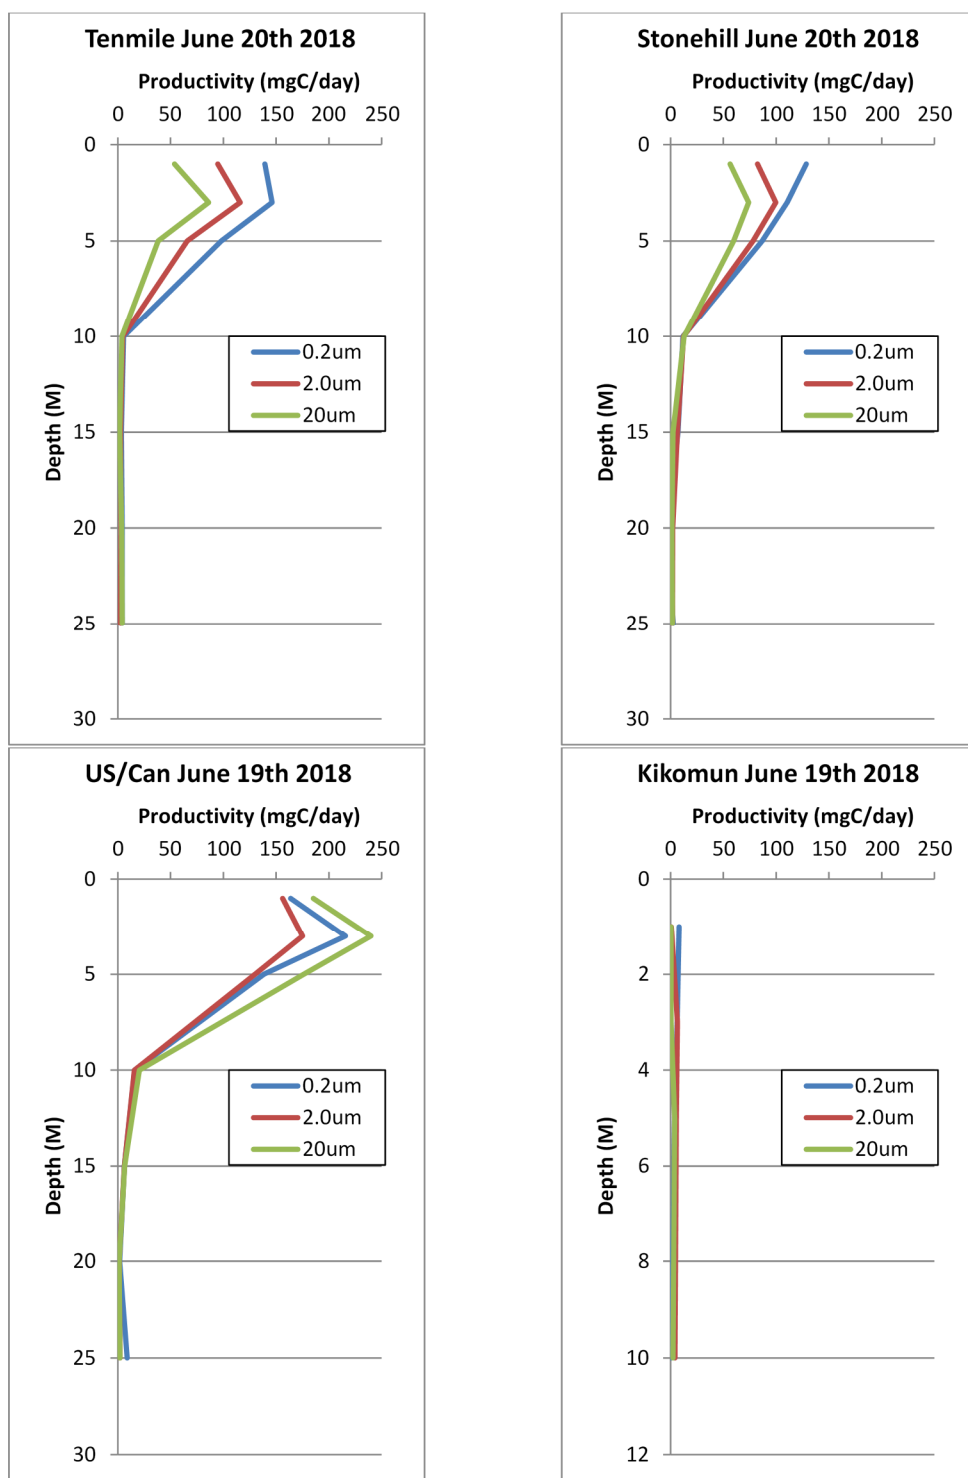 Tenmile June 20th 2018
Productivity (mgC/day)
0 50 100 150 200 250
0
5
10
15
20
25
30
Depth (M)
0.2um
2.0um
20um
Stonehill June 20th 2018
Productivity (mgC/day)
0 50 100 150 200 250
0
5
10
15
20
25
30
Depth (M)
0.2um
2.0um
20um
US/Can June 19th 2018
Productivity (mgC/day)
0 50 100 150 200 250
0
5
10
15
20
25
30
Depth (M)
0.2um
2.0um
20um
Kikomun June 19th 2018
Productivity (mgC/day)
0 50 100 150 200 250
0
2
4
6
8
10
12
Depth (M)
0.2um
2.0um
20um